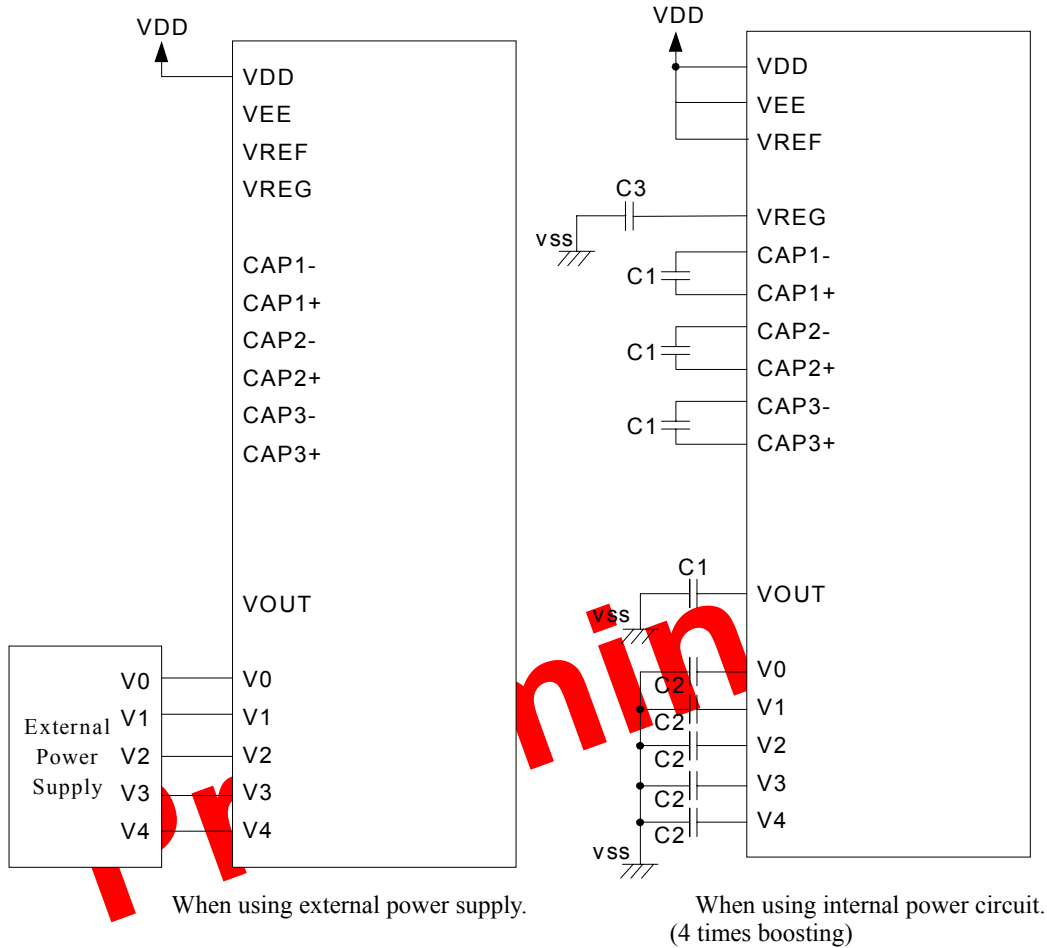 VDD
VDD
VEE
VREF
VREG
CAP1-
CAP1+
CAP2-
CAP2+
CAP3-
CAP3+
VOUT
V0
V1
V2
V3
V4
External
Power
Supply
V0
V1
V2
V3
V4
When using external power supply.
VDD
VDD
VEE
VREF
C3
VREG
vss
CAP1-
C1
CAP1+
CAP2-
C1
CAP2+
CAP3-
C1
CAP3+
C1
VOUT
vss
V0
C2
V1
C2
V2
C2
V3
C2
V4
C2
vss
When using internal power circuit.
(4 times boosting)